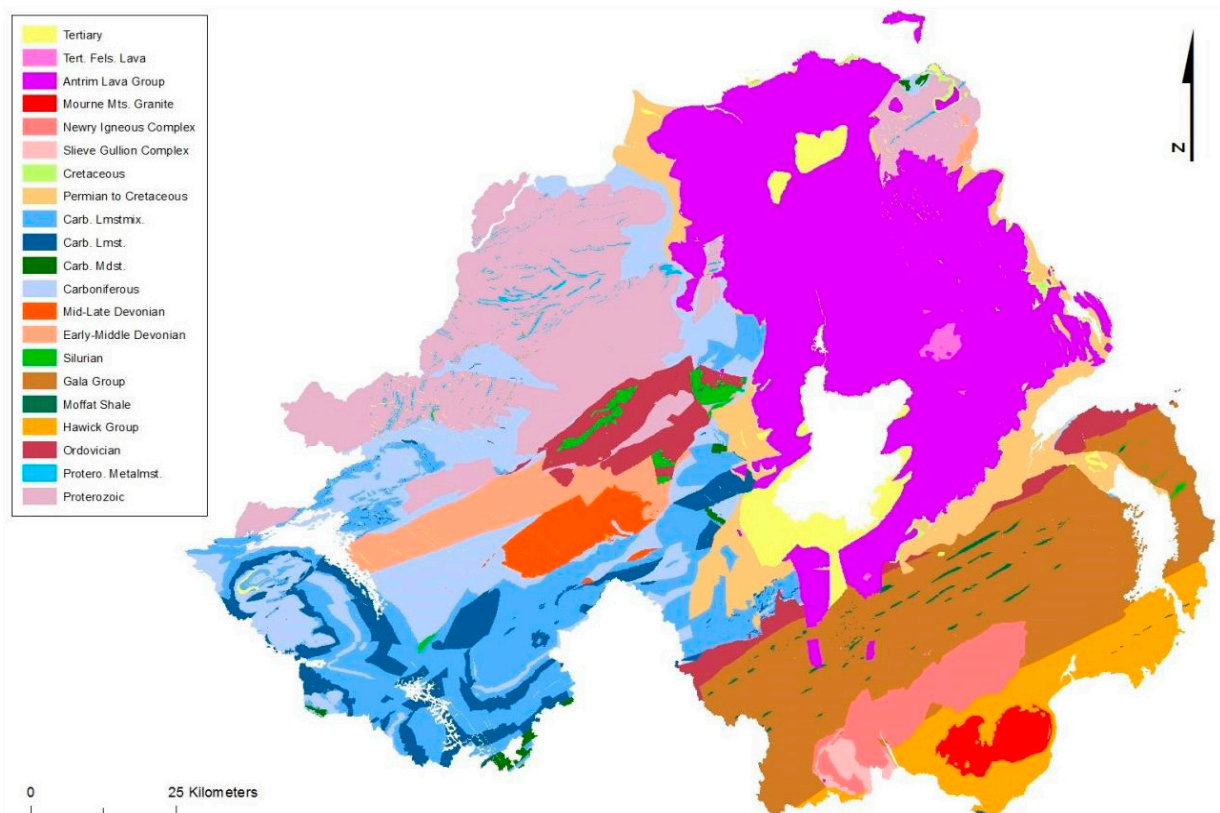 Tertiary
Tert. Fels. Lava
Antrim Lava Group
Mourne Mts. Granite
Newry Igneous Complex
Slieve Gullion Complex
Cretaceous
Permian to Cretaceous
Carb. Lmstmix.
Carb. Lmst.
Carb. Mdst.
Carboniferous
Mid-Late Devonian
Early-Middle Devonian
Silurian
Gala Group
Moffat Shale
Hawick Group
Ordovician
Protero. Metalmst.
Proterozoic
N
0 25 Kilometers